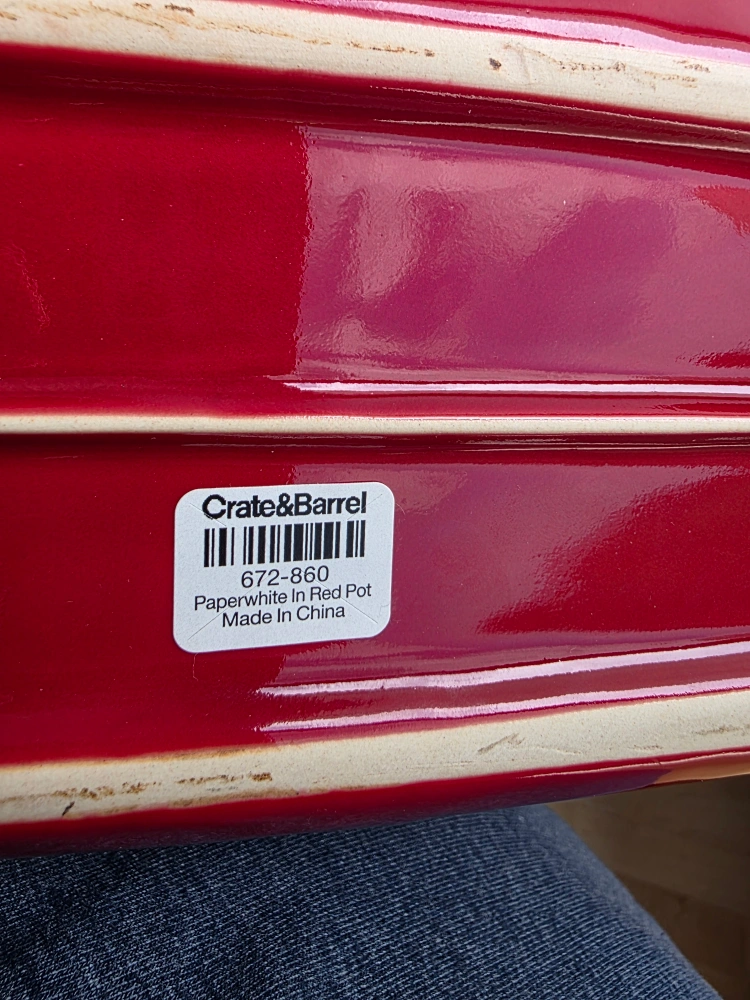 Crate&Barrel
672-860
Paperwhite In Red Pot
Made In China